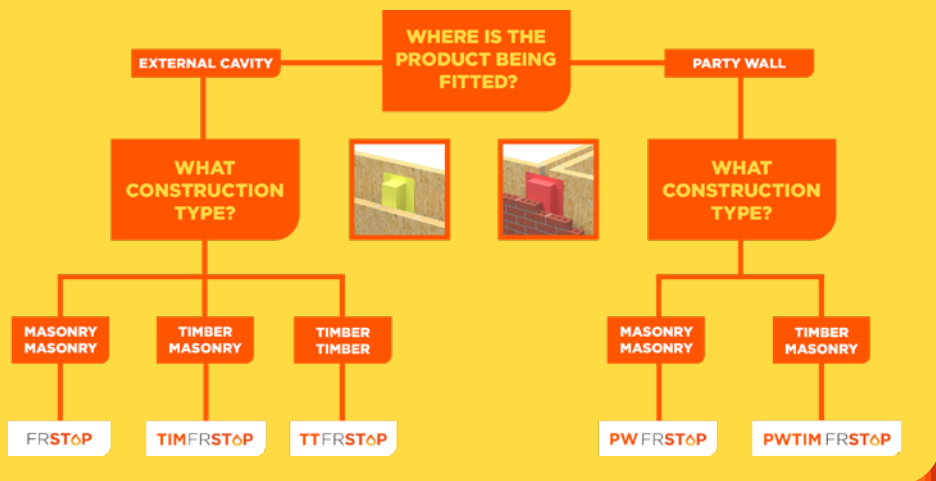 WHERE IS THE
PRODUCT BEING
FITTED?
EXTERNAL CAVITY
PARTY WALL
WHAT
CONSTRUCTION
TYPE?
WHAT
CONSTRUCTION
TYPE?
MASONRY
MASONRY
TIMBER
MASONRY
TIMBER
TIMBER
MASONRY
MASONRY
TIMBER
MASONRY
FRSTOP
TIMFRSTOP
TTFRSTOP
PW FRSTOP
PWTIM FRSTOP